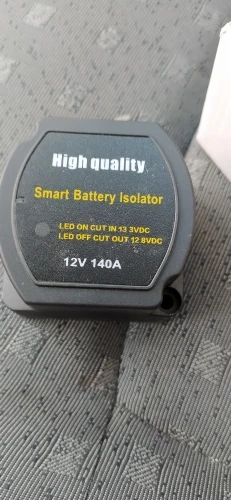 High quality
Smart Battery Isolator
LED ON CUT IN 13 3VDC
LED OFF CUT OUT 12 8VDC
12V 140A